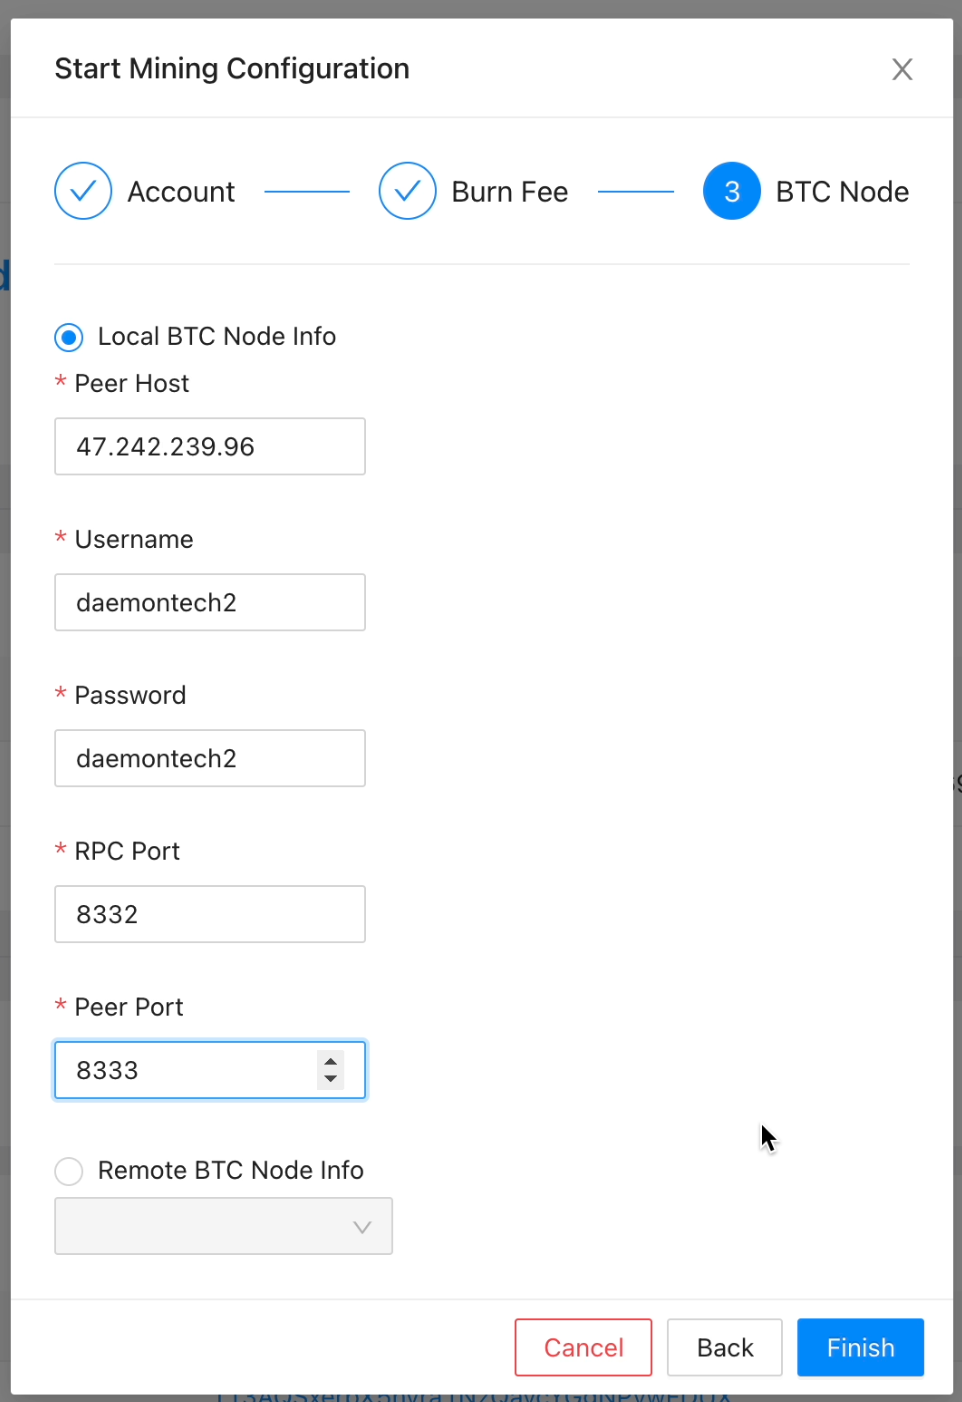 Start Mining Configuration
Account
Burn Fee
3 BTC Node
Local BTC Node Info
* Peer Host
47.242.239.96
* Username
daemontech2
* Password
daemontech2
* RPC Port
8332
* Peer Port
8333
Remote BTC Node Info
Cancel
Back
Finish